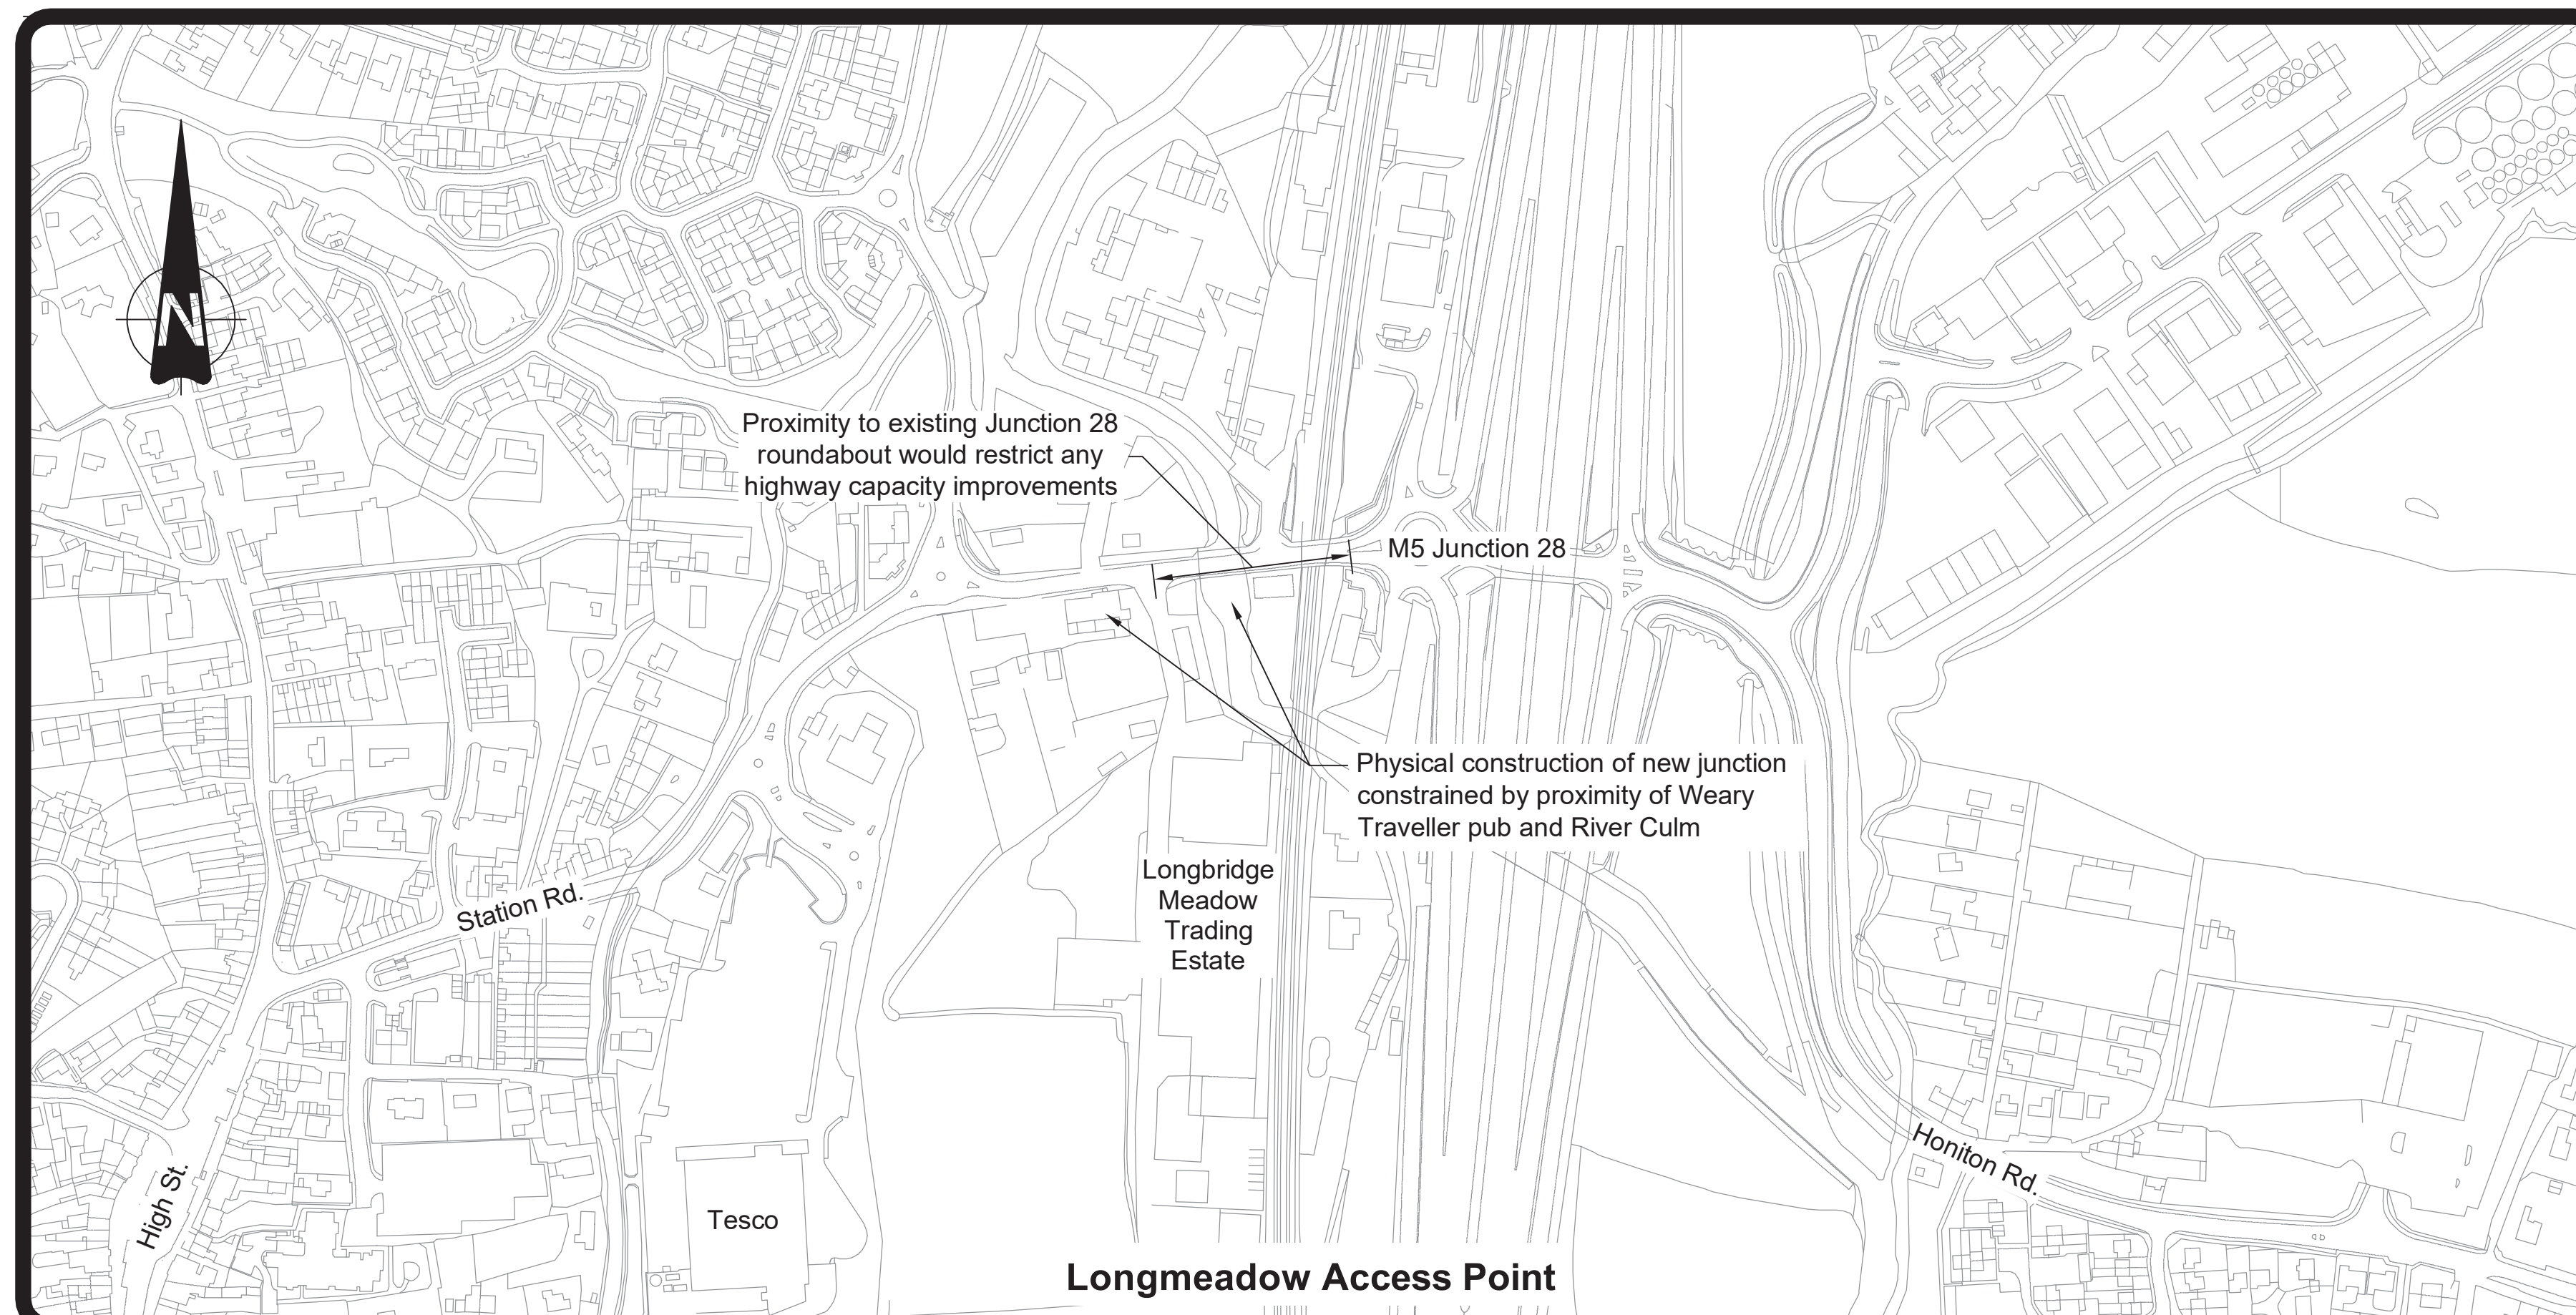 N
Proximity to existing Junction 28
roundabout would restrict any
highway capacity improvements
M5 Junction 28
Physical construction of new junction
constrained by proximity of Weary
Traveller pub and River Culm
Longbridge
Meadow
Trading
Estate
Station Rd.
High St.
Tesco
Honiton Rd.
Longmeadow Access Point